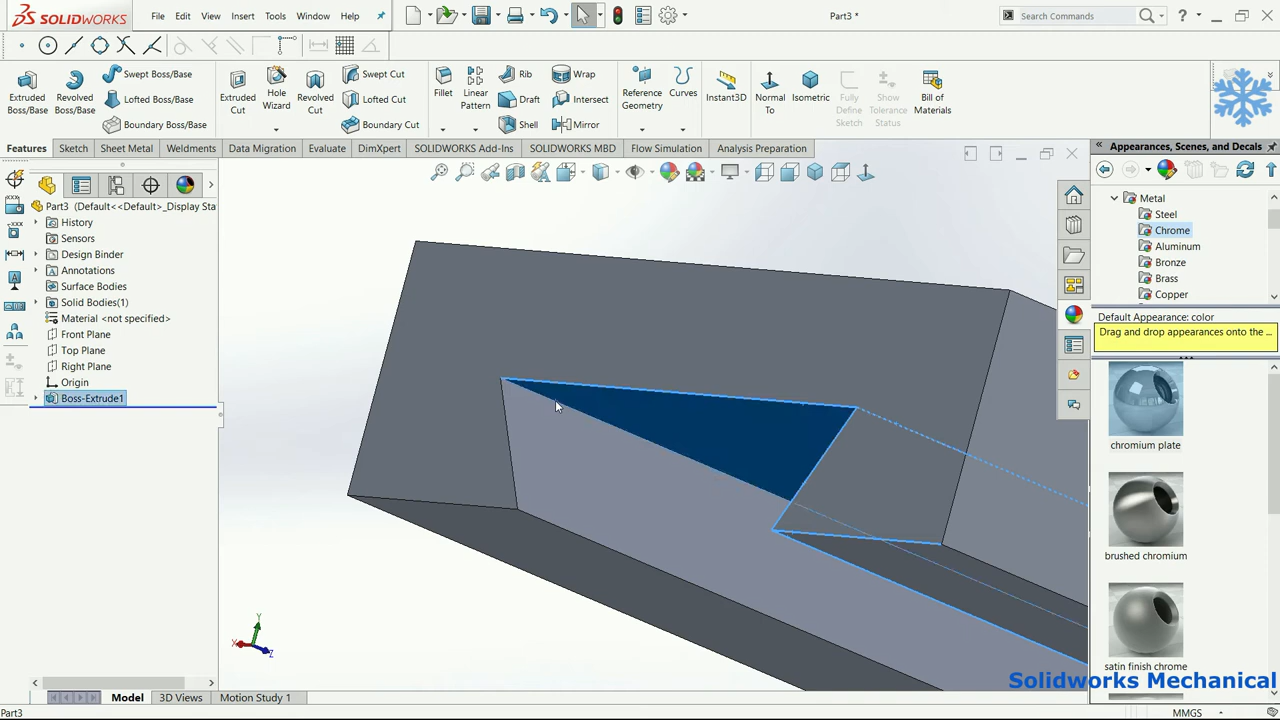 SOLIDWORKS
File Edit View Insert Tools Window Help
Part3 *
Search Commands
Extruded Boss/Base
Revolved Boss/Base
Swept Boss/Base
Lofted Boss/Base
Boundary Boss/Base
Extruded Cut
Hole Wizard
Revolved Cut
Swept Cut
Lofted Cut
Boundary Cut
Fillet
Linear Pattern
Rib
Draft
Shell
Wrap
Intersect
Mirror
Reference Geometry
Curves
Instant3D
Normal To
Isometric
Fully Define Sketch
Show Tolerance Status
Bill of Materials
Features Sketch Sheet Metal Weldments Data Migration Evaluate DimXpert SOLIDWORKS Add-Ins SOLIDWORKS MBD Flow Simulation Analysis Preparation
Appearances, Scenes, and Decals
Part3 (Default<<Default>_Display Sta
History
Sensors
Design Binder
Annotations
Surface Bodies
Solid Bodies(1)
Material <not specified>
Front Plane
Top Plane
Right Plane
Origin
Boss-Extrude1
Metal
Steel
Chrome
Aluminum
Bronze
Brass
Copper
Default Appearance: color
Drag and drop appearances onto the ...
chromium plate
brushed chromium
satin finish chrome
Y
X
Z
Solidworks Mechanical
Model 3D Views Motion Study 1
Part3
MMGS